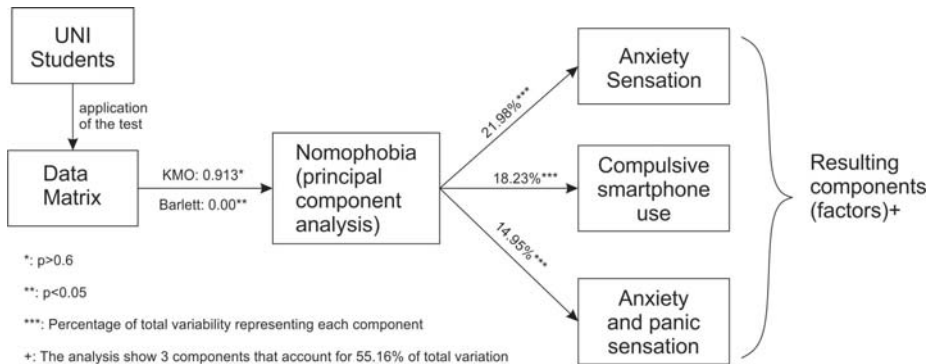 UNI
Students
application
of the test
Data
Matrix
KMO: 0.913*
Barlett: 0.00**
Nomophobia
(principal
component
analysis)
21.98%***
Anxiety
Sensation
18.23%***
Compulsive
smartphone
use
14.95%***
Anxiety
and panic
sensation
Resulting
components
(factors)+
*: p>0.6
**: p<0.05
***: Percentage of total variability representing each component
+: The analysis show 3 components that account for 55.16% of total variation